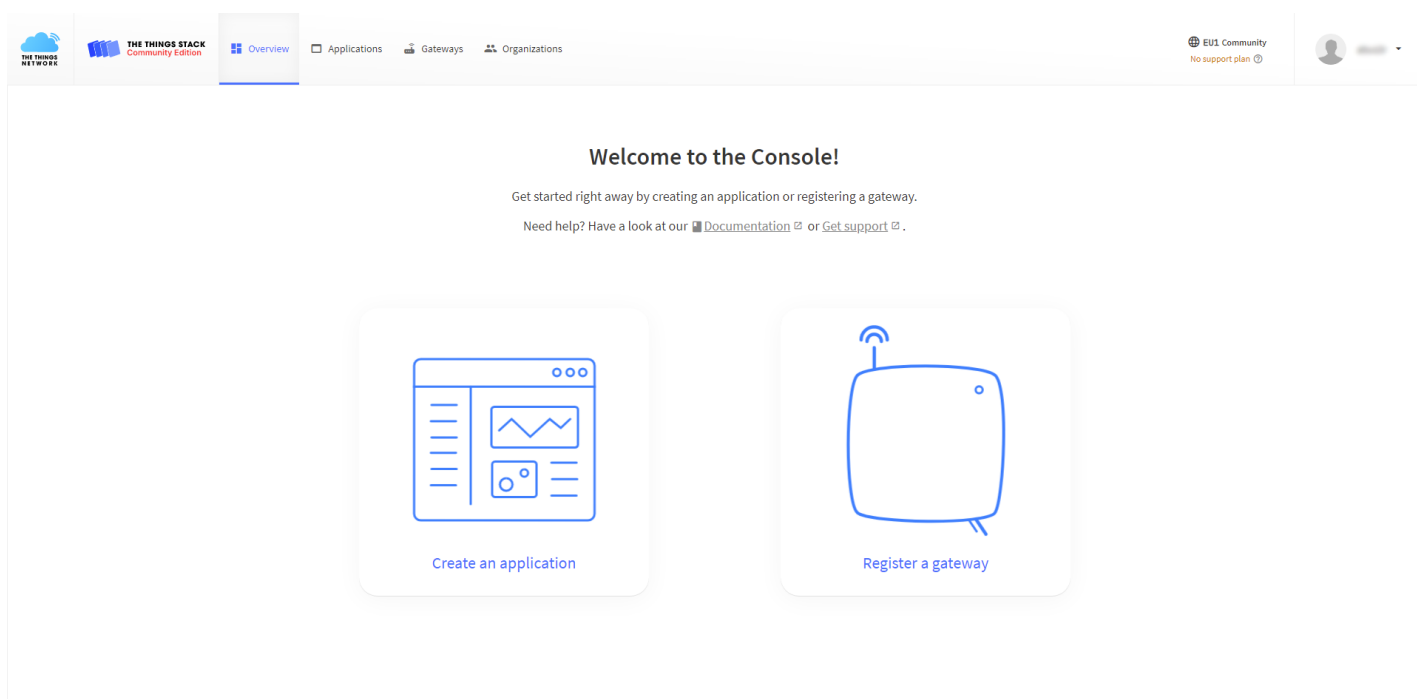 THE THINGS
NETWORK
THE THINGS STACK
Community Edition
Overview
Applications
Gateways
Organizations
EU1 Community
No support plan
Welcome to the Console!
Get started right away by creating an application or registering a gateway.
Need help? Have a look at our Documentation or Get support .
Create an application
Register a gateway